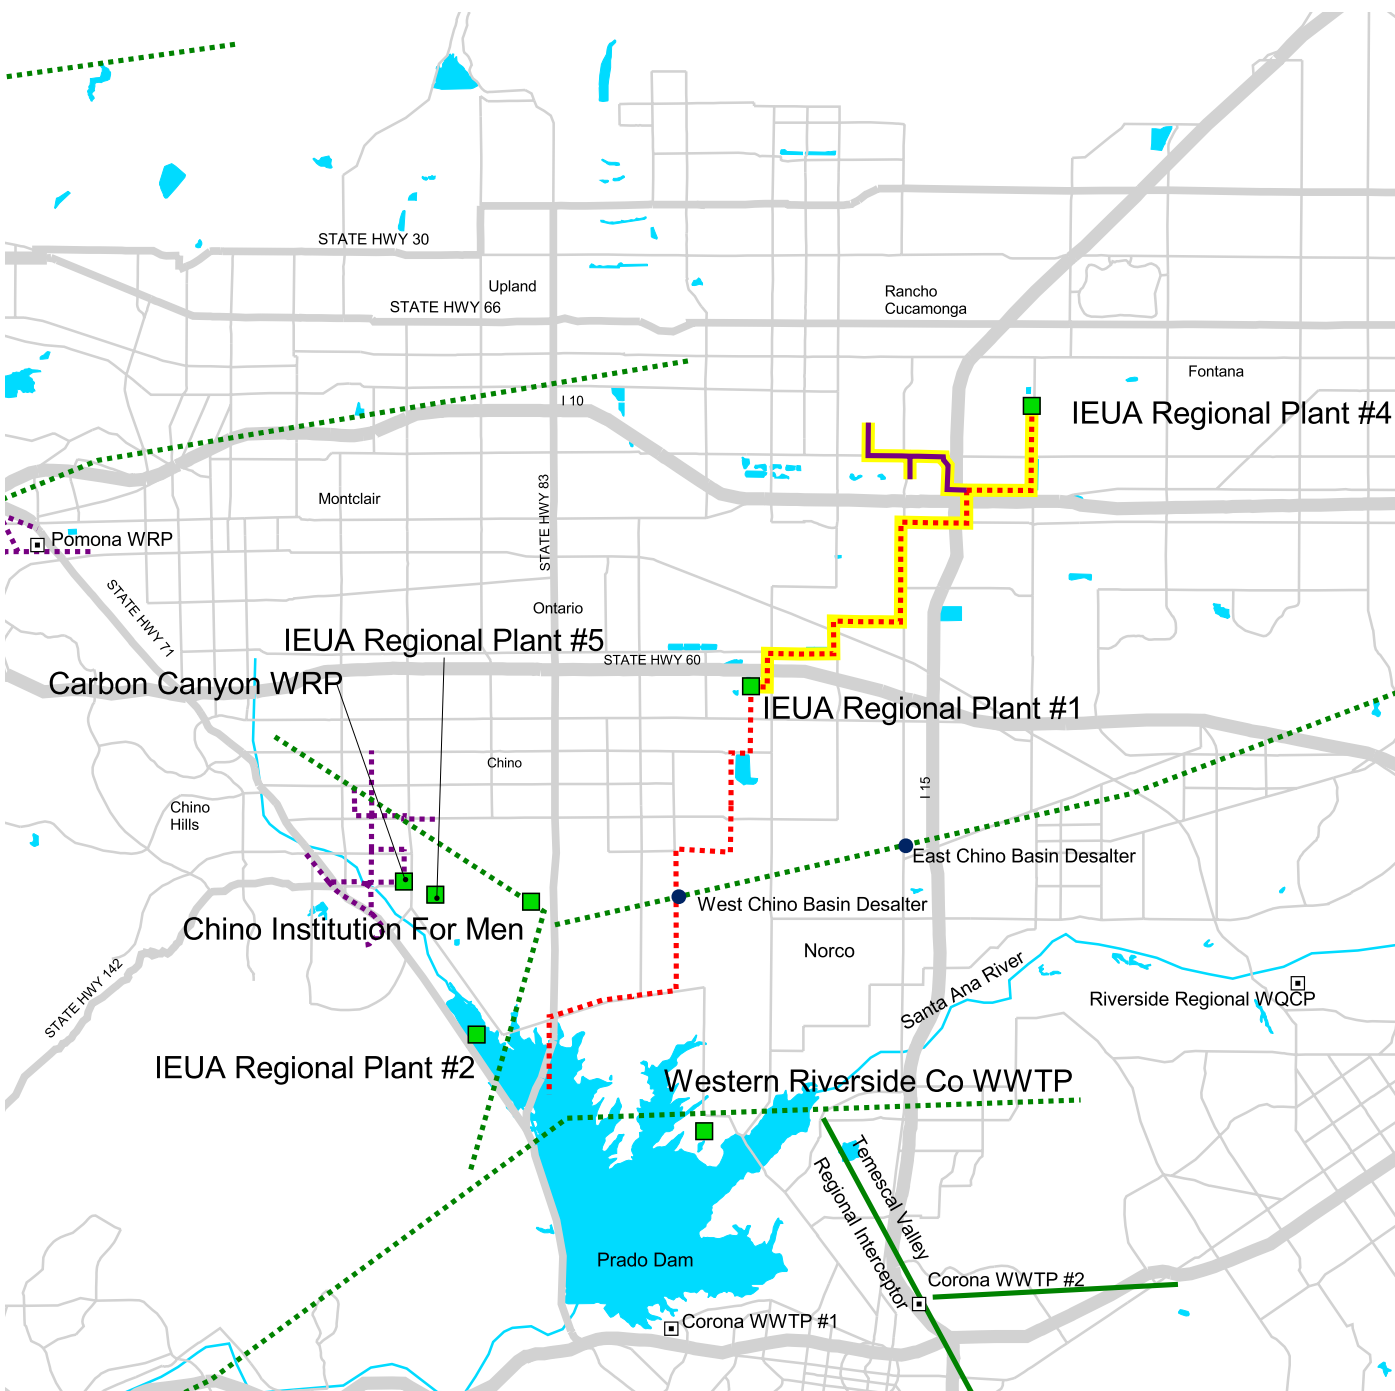 STATE HWY 30
Upland
STATE HWY 66
Rancho
Cucamonga
Fontana
I 10
IEUA Regional Plant #4
Montclair
STATE HWY 83
Pomona WRP
STATE HWY 71
Ontario
IEUA Regional Plant #5
STATE HWY 60
Carbon Canyon WRP
IEUA Regional Plant #1
Chino
I 15
Chino
Hills
East Chino Basin Desalter
West Chino Basin Desalter
Chino Institution For Men
Norco
STATE HWY 142
Santa Ana River
Riverside Regional WQCP
IEUA Regional Plant #2
Western Riverside Co WWTP
Temescal Valley
Regional Interceptor
Prado Dam
Corona WWTP #2
Corona WWTP #1